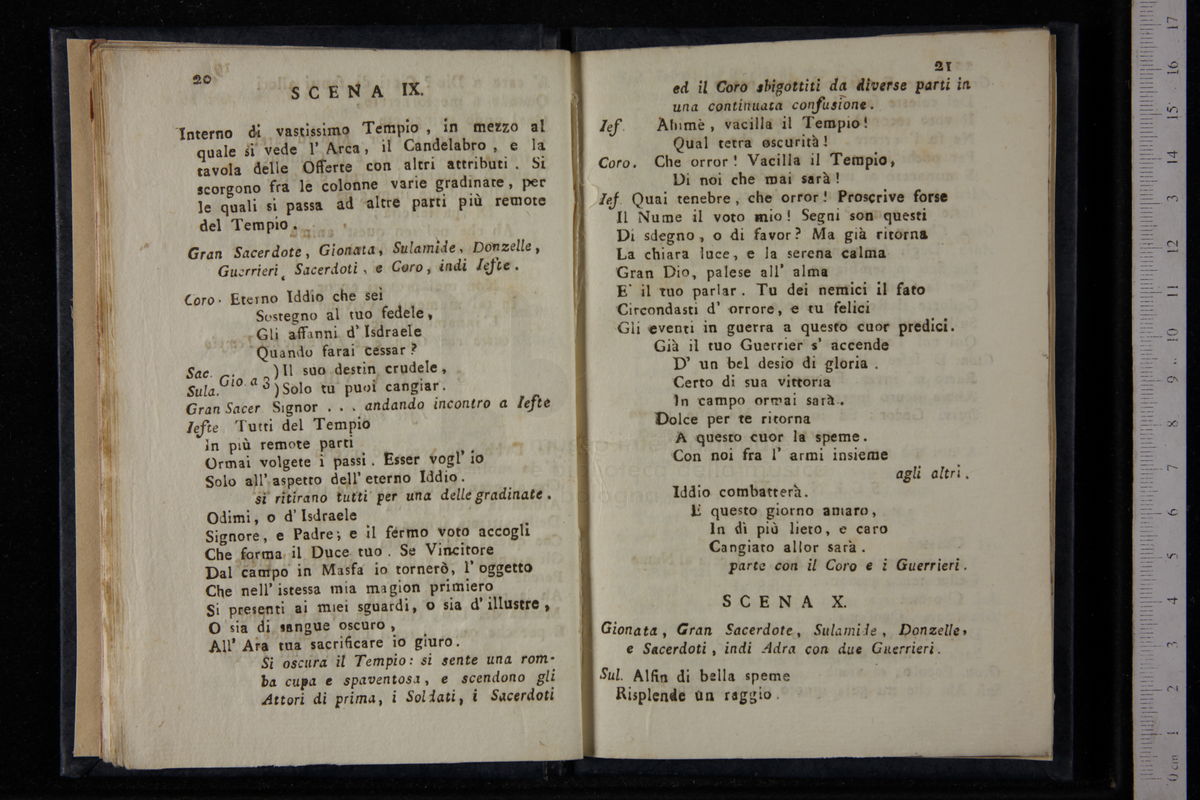 20
SCENA IX.
Interno di vastissimo Tempio, in mezzo al
quale si vede l'Arca, il Candelabro, e la
tavola delle Offerte con altri attributi. Si
scorgono fra le colonne varie gradinate, per
le quali si passa ad altre parti più remote
del Tempio.
Gran Sacerdote, Gionata, Sulamide, Donzelle,
Guerrieri, Sacerdoti, e Coro, indi Iefte.
Coro. Eterno Iddio che sei
Sostegno al tuo fedele,
Gli affanni d'Isdraele
Quando farai cessar?
Sac. )Il suo destin crudele,
Sula. Gio. a 3 )Solo tu puoi cangiar.
Gran Sacer Signor . . . andando incontro a Iefte
Iefte Tutti del Tempio
In più remote parti
Ormai volgete i passi. Esser vogl'io
Solo all'aspetto dell'eterno Iddio.
si ritirano tutti per una delle gradinate.
Odimi, o d'Isdraele
Signore, e Padre; e il fermo voto accogli
Che forma il Duce tuo. Se Vincitore
Dal campo in Masfa io tornerò, l'oggetto
Che nell'istessa mia magion primiero
Si presenti ai miei sguardi, o sia d'illustre,
O sia di sangue oscuro,
All'Ara tua sacrificare io giuro.
Si oscura il Tempio: si sente una rom-
ba cupa e spaventosa, e scendono gli
Attori di prima, i Soldati, i Sacerdoti
21
ed il Coro sbigottiti da diverse parti in
una continuata confusione.
Ief. Ahimè, vacilla il Tempio!
Qual tetra oscurità!
Coro. Che orror! Vacilla il Tempio,
Di noi che mai sarà!
Ief. Quai tenebre, che orror! Proscrive forse
Il Nume il voto mio! Segni son questi
Di sdegno, o di favor? Ma già ritorna
La chiara luce, e la serena calma
Gran Dio, palese all'alma
E' il tuo parlar. Tu dei nemici il fato
Circondasti d'orrore, e tu felici
Gli eventi in guerra a questo cuor predici.
Già il tuo Guerrier s'accende
D'un bel desio di gloria.
Certo di sua vittoria
In campo ormai sarà.
Dolce per te ritorna
A questo cuor la speme.
Con noi fra l'armi insieme
agli altri.
Iddio combatterà.
E questo giorno amaro,
In dì più lieto, e caro
Cangiato allor sarà.
parte con il Coro e i Guerrieri.
SCENA X.
Gionata, Gran Sacerdote, Sulamide, Donzelle,
e Sacerdoti, indi Adra con due Guerrieri.
Sul. Alfin di bella speme
Risplende un raggio.